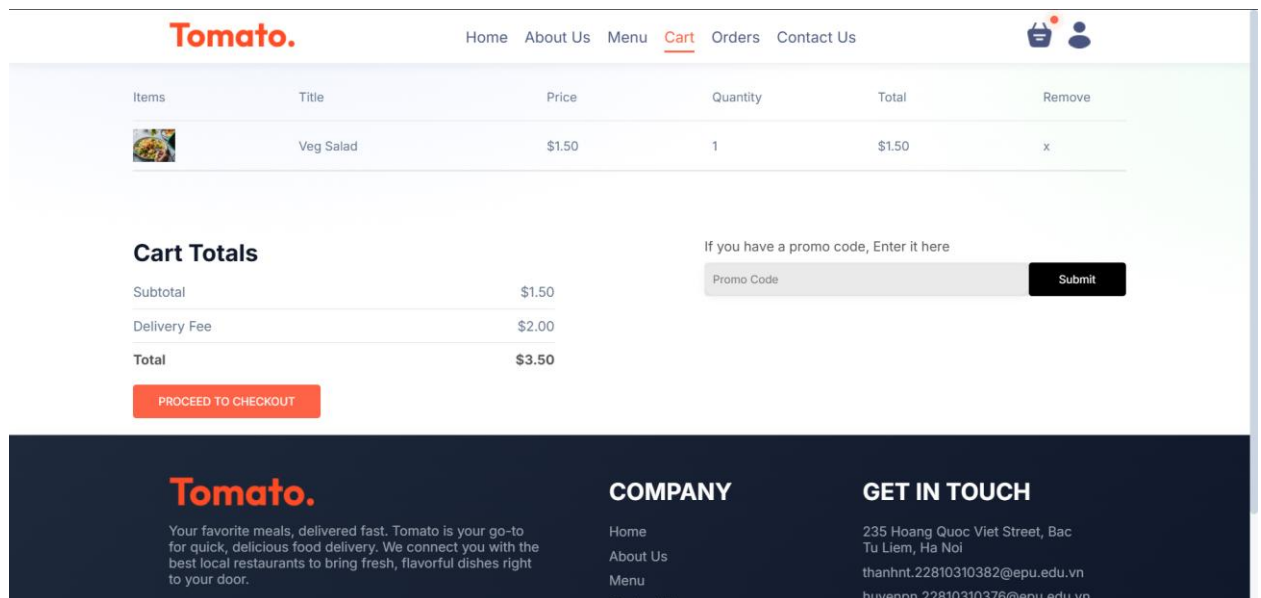 Tomato.
Home About Us Menu Cart Orders Contact Us
Items Title Price Quantity Total Remove
Veg Salad $1.50 1 $1.50 x
Cart Totals
Subtotal $1.50
Delivery Fee $2.00
Total $3.50
PROCEED TO CHECKOUT
If you have a promo code, Enter it here
Promo Code Submit
Tomato.
Your favorite meals, delivered fast. Tomato is your go-to
for quick, delicious food delivery. We connect you with the
best local restaurants to bring fresh, flavorful dishes right
to your door.
COMPANY
Home
About Us
Menu
GET IN TOUCH
235 Hoang Quoc Viet Street, Bac
Tu Liem, Ha Noi
thanhnt.22810310382@epu.edu.vn
huyenpn.22810310376@epu.edu.vn